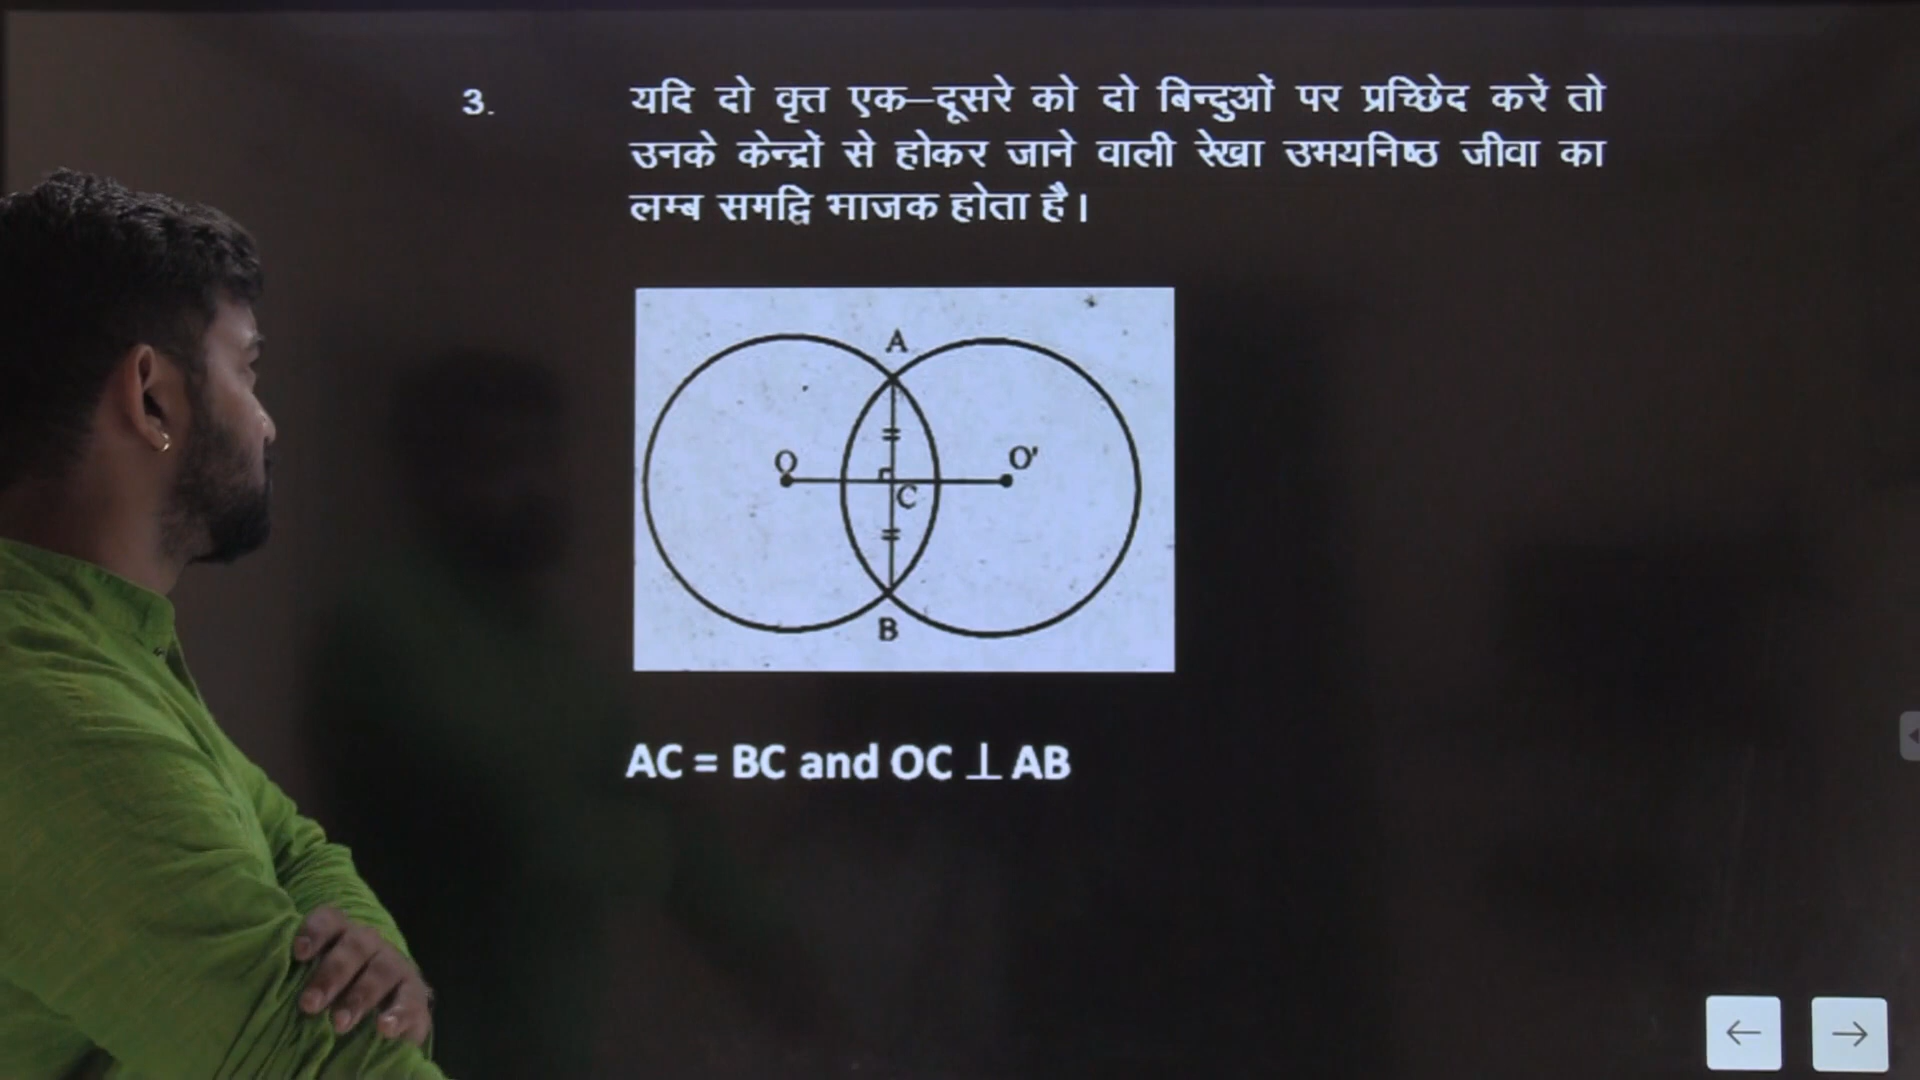 3. यदि दो वृत्त एक–दूसरे को दो बिन्दुओं पर प्रच्छिेद करें तो
उनके केन्द्रों से होकर जाने वाली रेखा उभयनिष्ठ जीवा का
लम्ब समद्वि भाजक होता है।
A
O
O'
C
B
AC = BC and OC ⊥ AB